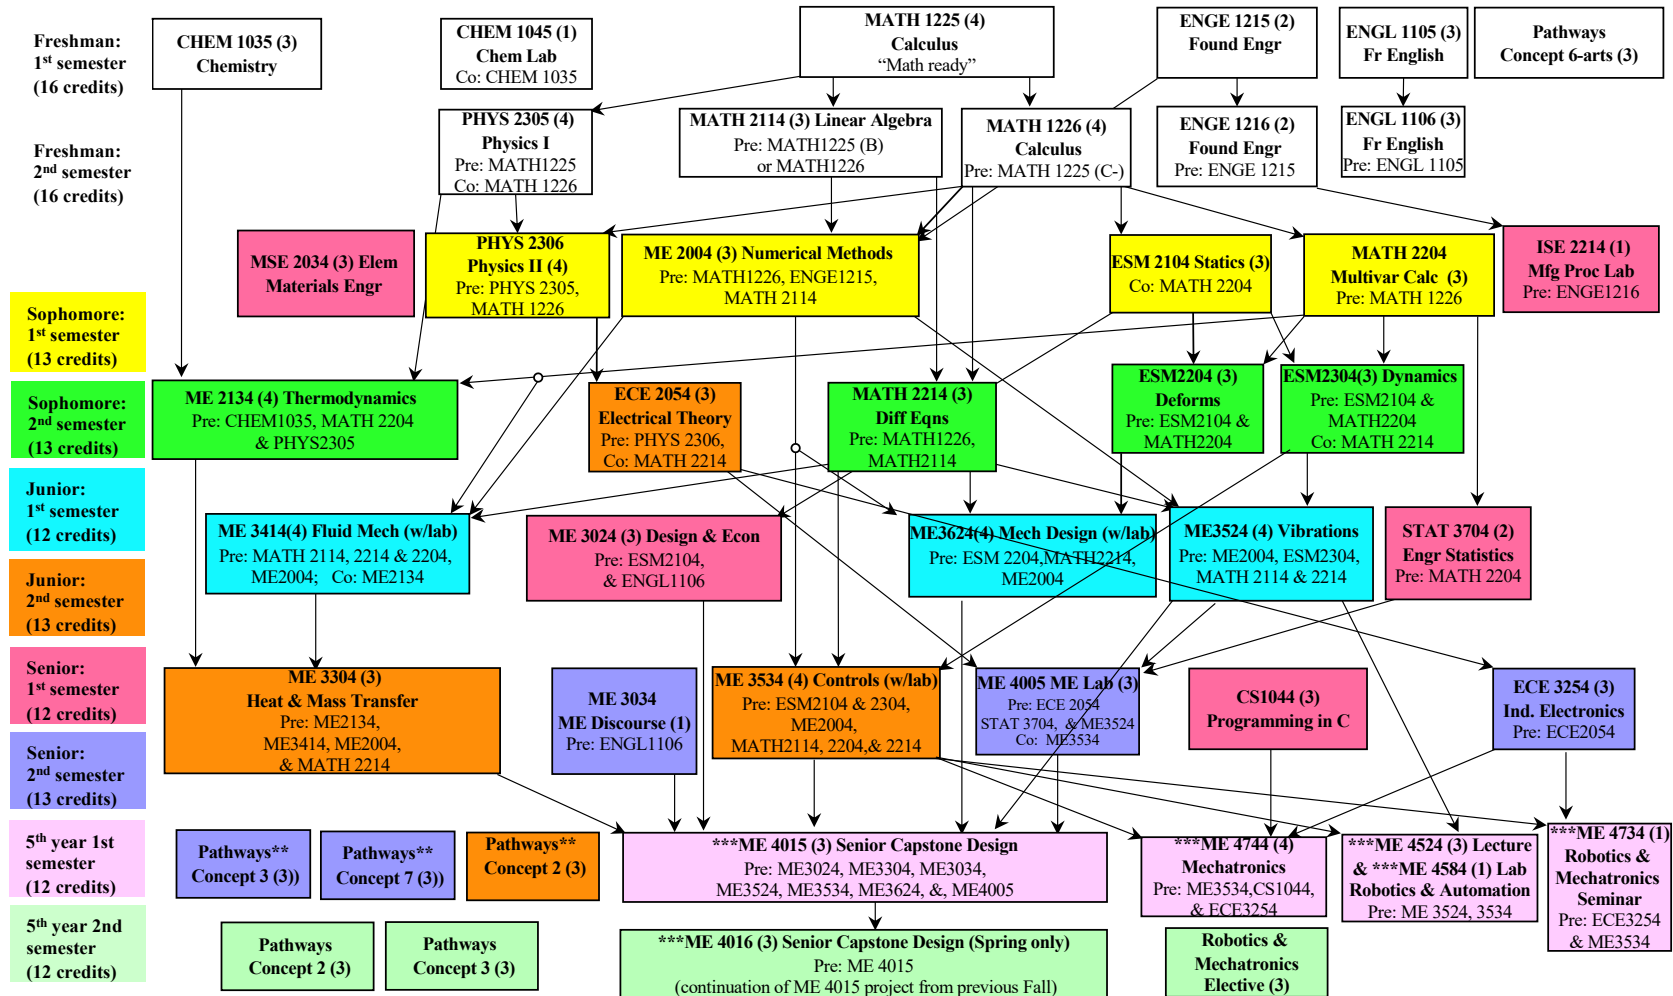 Freshman:
1st semester
(16 credits)
CHEM 1035 (3)
Chemistry
CHEM 1045 (1)
Chem Lab
Co: CHEM 1035
MATH 1225 (4)
Calculus
“Math ready”
ENGE 1215 (2)
Found Engr
ENGL 1105 (3)
Fr English
Pathways
Concept 6-arts (3)
Freshman:
2nd semester
(16 credits)
PHYS 2305 (4)
Physics I
Pre: MATH1225
Co: MATH 1226
MATH 2114 (3) Linear Algebra
Pre: MATH1225 (B)
or MATH1226
MATH 1226 (4)
Calculus
Pre: MATH 1225 (C-)
ENGE 1216 (2)
Found Engr
Pre: ENGE 1215
ENGL 1106 (3)
Fr English
Pre: ENGL 1105
Sophomore:
1st semester
(13 credits)
MSE 2034 (3) Elem
Materials Engr
PHYS 2306
Physics II (4)
Pre: PHYS 2305,
MATH 1226
ME 2004 (3) Numerical Methods
Pre: MATH1226, ENGE1215,
MATH 2114
ESM 2104 Statics (3)
Co: MATH 2204
MATH 2204
Multivar Calc (3)
Pre: MATH 1226
ISE 2214 (1)
Mfg Proc Lab
Pre: ENGE1216
Sophomore:
2nd semester
(13 credits)
ME 2134 (4) Thermodynamics
Pre: CHEM1035, MATH 2204
& PHYS2305
ECE 2054 (3)
Electrical Theory
Pre: PHYS 2306,
Co: MATH 2214
MATH 2214 (3)
Diff Eqns
Pre: MATH1226,
MATH2114
ESM2204 (3)
Deforms
Pre: ESM2104 &
MATH2204
ESM2304(3) Dynamics
Pre: ESM2104 &
MATH2204
Co: MATH 2214
Junior:
1st semester
(12 credits)
ME 3414(4) Fluid Mech (w/lab)
Pre: MATH 2114, 2214 & 2204,
ME2004; Co: ME2134
ME 3024 (3) Design & Econ
Pre: ESM2104,
& ENGL1106
ME3624(4) Mech Design (w/lab)
Pre: ESM 2204,MATH2214,
ME2004
ME3524 (4) Vibrations
Pre: ME2004, ESM2304,
MATH 2114 & 2214
STAT 3704 (2)
Engr Statistics
Pre: MATH 2204
Junior:
2nd semester
(13 credits)
Senior:
1st semester
(12 credits)
ME 3304 (3)
Heat & Mass Transfer
Pre: ME2134,
ME3414, ME2004,
& MATH 2214
ME 3034
ME Discourse (1)
Pre: ENGL1106
ME 3534 (4) Controls (w/lab)
Pre: ESM2104 & 2304,
ME2004,
MATH2114, 2204,& 2214
ME 4005 ME Lab (3)
Pre: ECE 2054
STAT 3704, & ME3524
Co: ME3534
CS1044 (3)
Programming in C
ECE 3254 (3)
Ind. Electronics
Pre: ECE2054
Senior:
2nd semester
(13 credits)
5th year 1st
semester
(12 credits)
Pathways**
Concept 3 (3))
Pathways**
Concept 7 (3))
Pathways**
Concept 2 (3)
***ME 4015 (3) Senior Capstone Design
Pre: ME3024, ME3304, ME3034,
ME3524, ME3534, ME3624, &, ME4005
***ME 4744 (4)
Mechatronics
Pre: ME3534,CS1044,
& ECE3254
***ME 4524 (3) Lecture
& ***ME 4584 (1) Lab
Robotics & Automation
Pre: ME 3524, 3534
***ME 4734 (1)
Robotics &
Mechatronics
Seminar
Pre: ECE3254
& ME3534
5th year 2nd
semester
(12 credits)
Pathways
Concept 2 (3)
Pathways
Concept 3 (3)
***ME 4016 (3) Senior Capstone Design (Spring only)
Pre: ME 4015
(continuation of ME 4015 project from previous Fall)
Robotics &
Mechatronics
Elective (3)